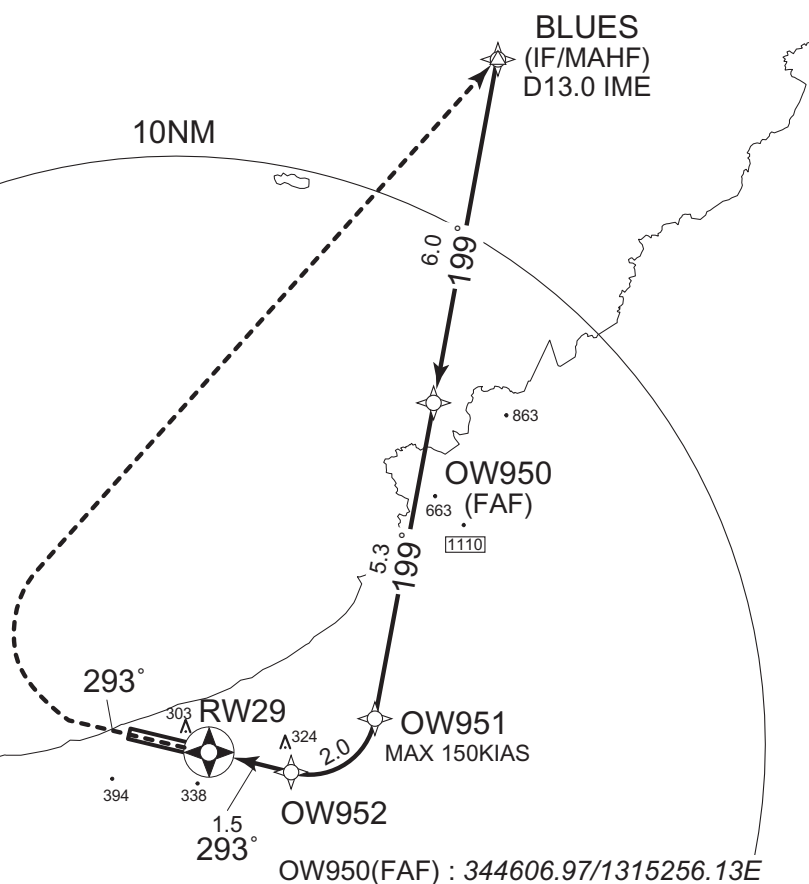 BLUES
(IF/MAHF)
D13.0 IME
10NM
6.0
199°
863
OW950
(FAF)
663
1110
5.3
199°
293°
303
RW29
324
2.0
OW951
MAX 150KIAS
394
338
OW952
1.5
293°
OW950(FAF) : 344606.97/1315256.13E